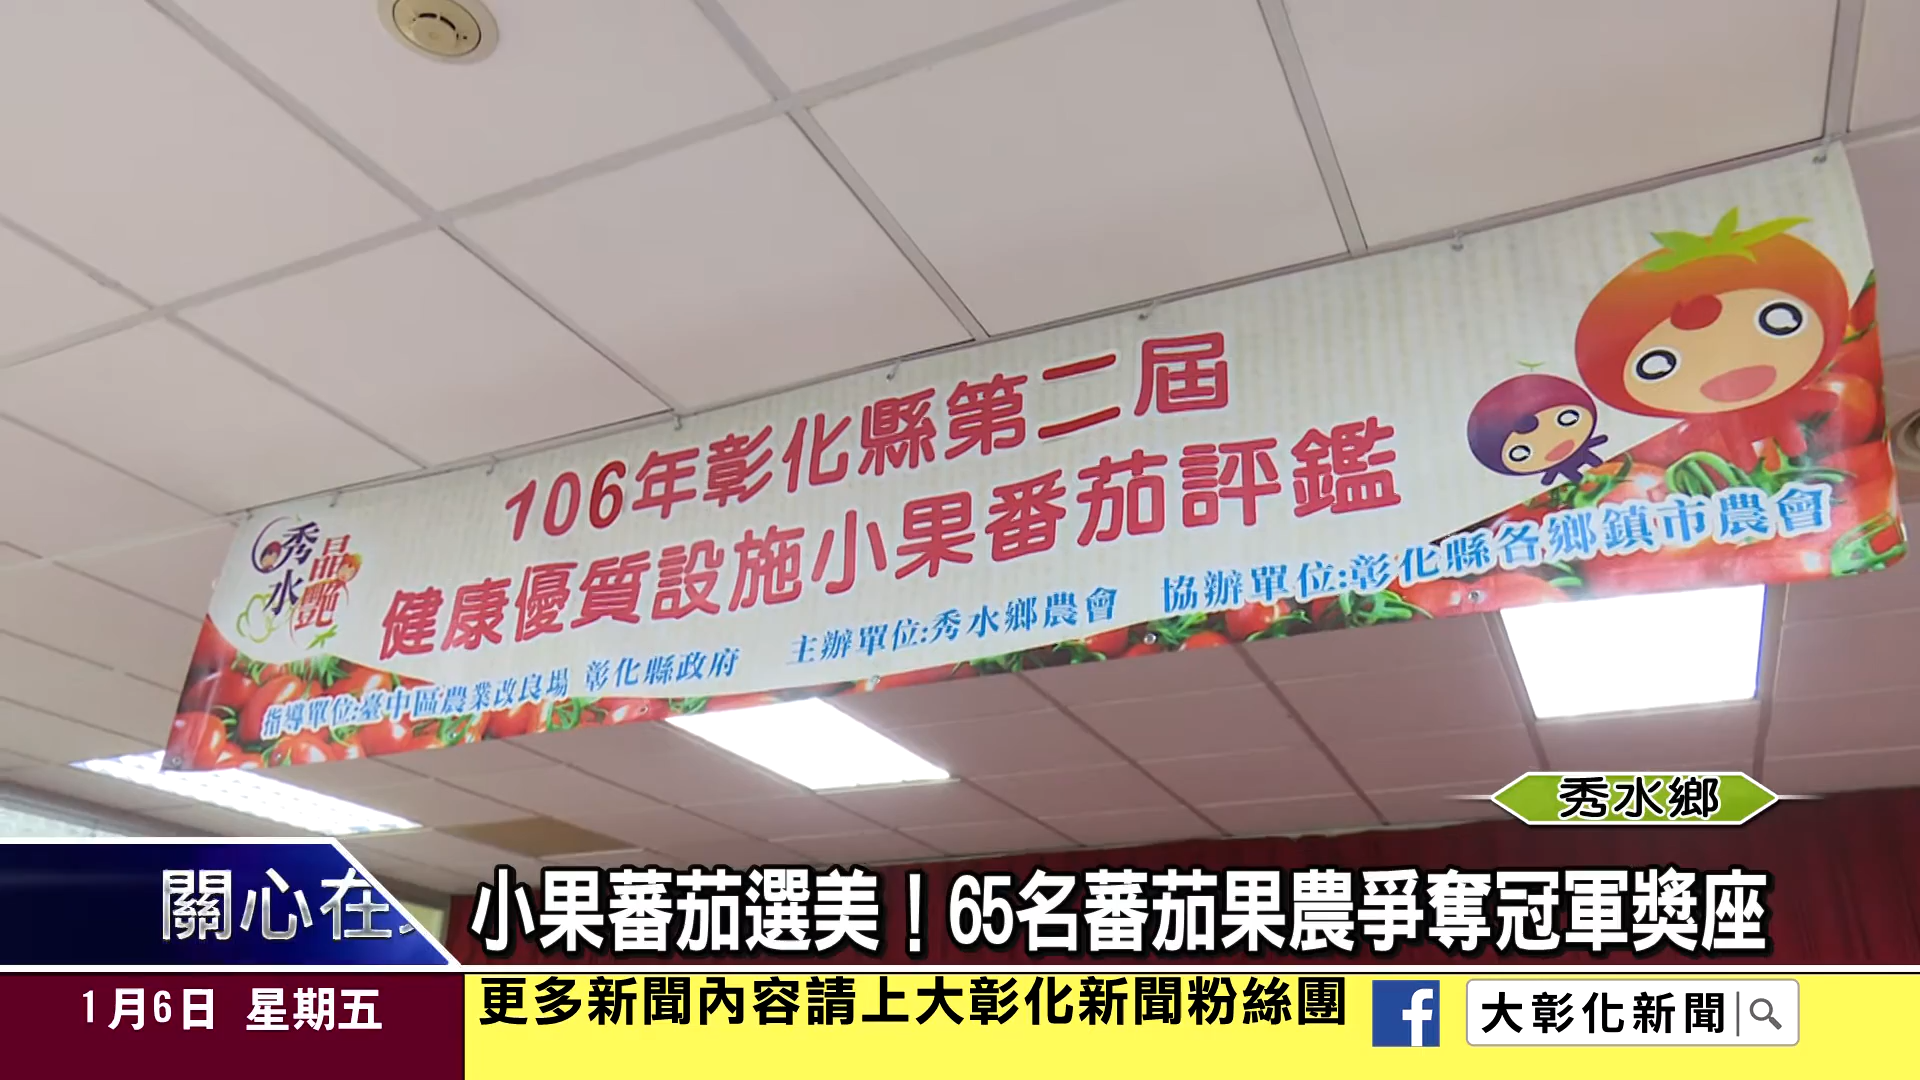 106年彰化縣第二屆
健康優質設施小果番茄評鑑
秀水
晶艷
指導單位:臺中區農業改良場 彰化縣政府
主辦單位:秀水鄉農會
協辦單位:彰化縣各鄉鎮市農會
秀水鄉
關心在
小果蕃茄選美！65名蕃茄果農爭奪冠軍獎座
1月6日 星期五
更多新聞內容請上大彰化新聞粉絲團
f
大彰化新聞